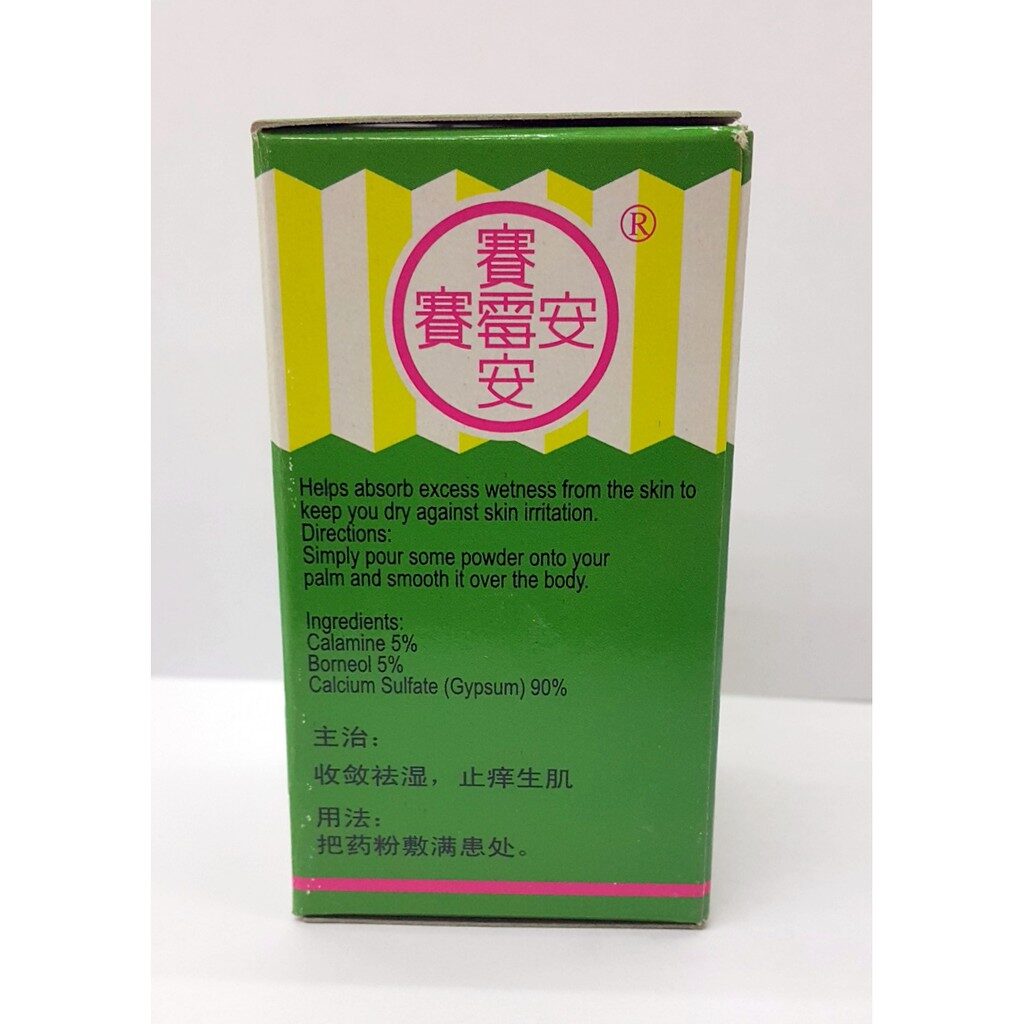 ®
賽
賽霉安
安
Helps absorb excess wetness from the skin to
keep you dry against skin irritation.
Directions:
Simply pour some powder onto your
palm and smooth it over the body.
Ingredients:
Calamine 5%
Borneol 5%
Calcium Sulfate (Gypsum) 90%
主治：
收敛祛湿，止痒生肌
用法：
把药粉敷满患处。